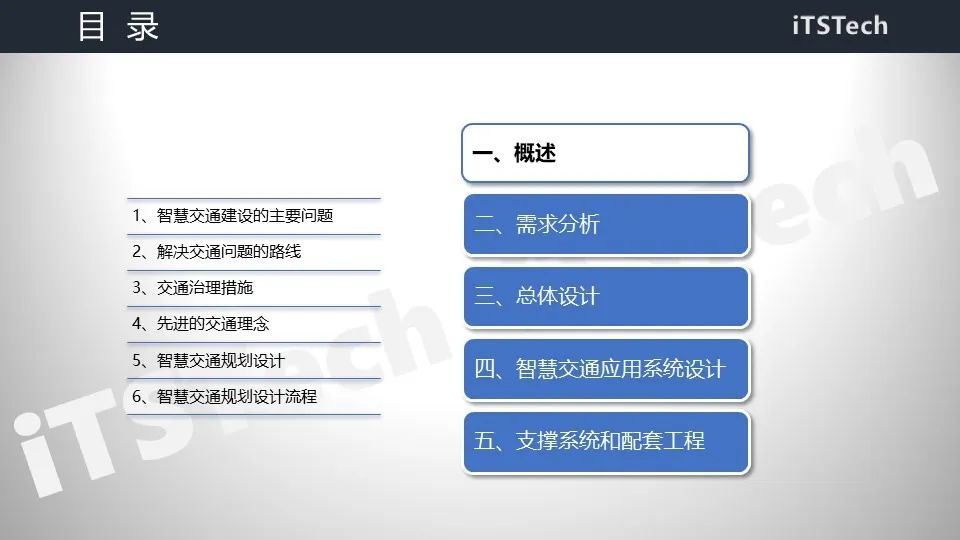 目 录
iTSTech
1、智慧交通建设的主要问题
2、解决交通问题的路线
3、交通治理措施
4、先进的交通理念
5、智慧交通规划设计
6、智慧交通规划设计流程
一、概述
二、需求分析
三、总体设计
四、智慧交通应用系统设计
五、支撑系统和配套工程
iTSTech
iTSTech